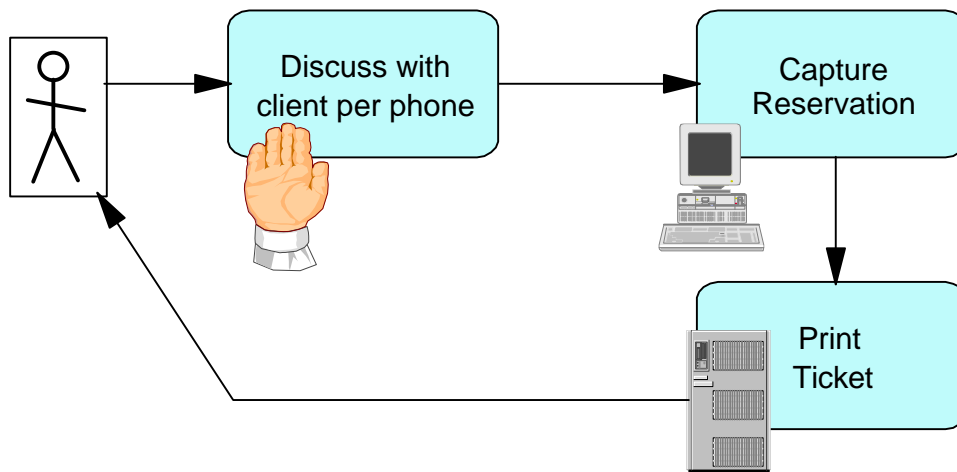 Discuss with
client per phone
Capture
Reservation
Print
Ticket